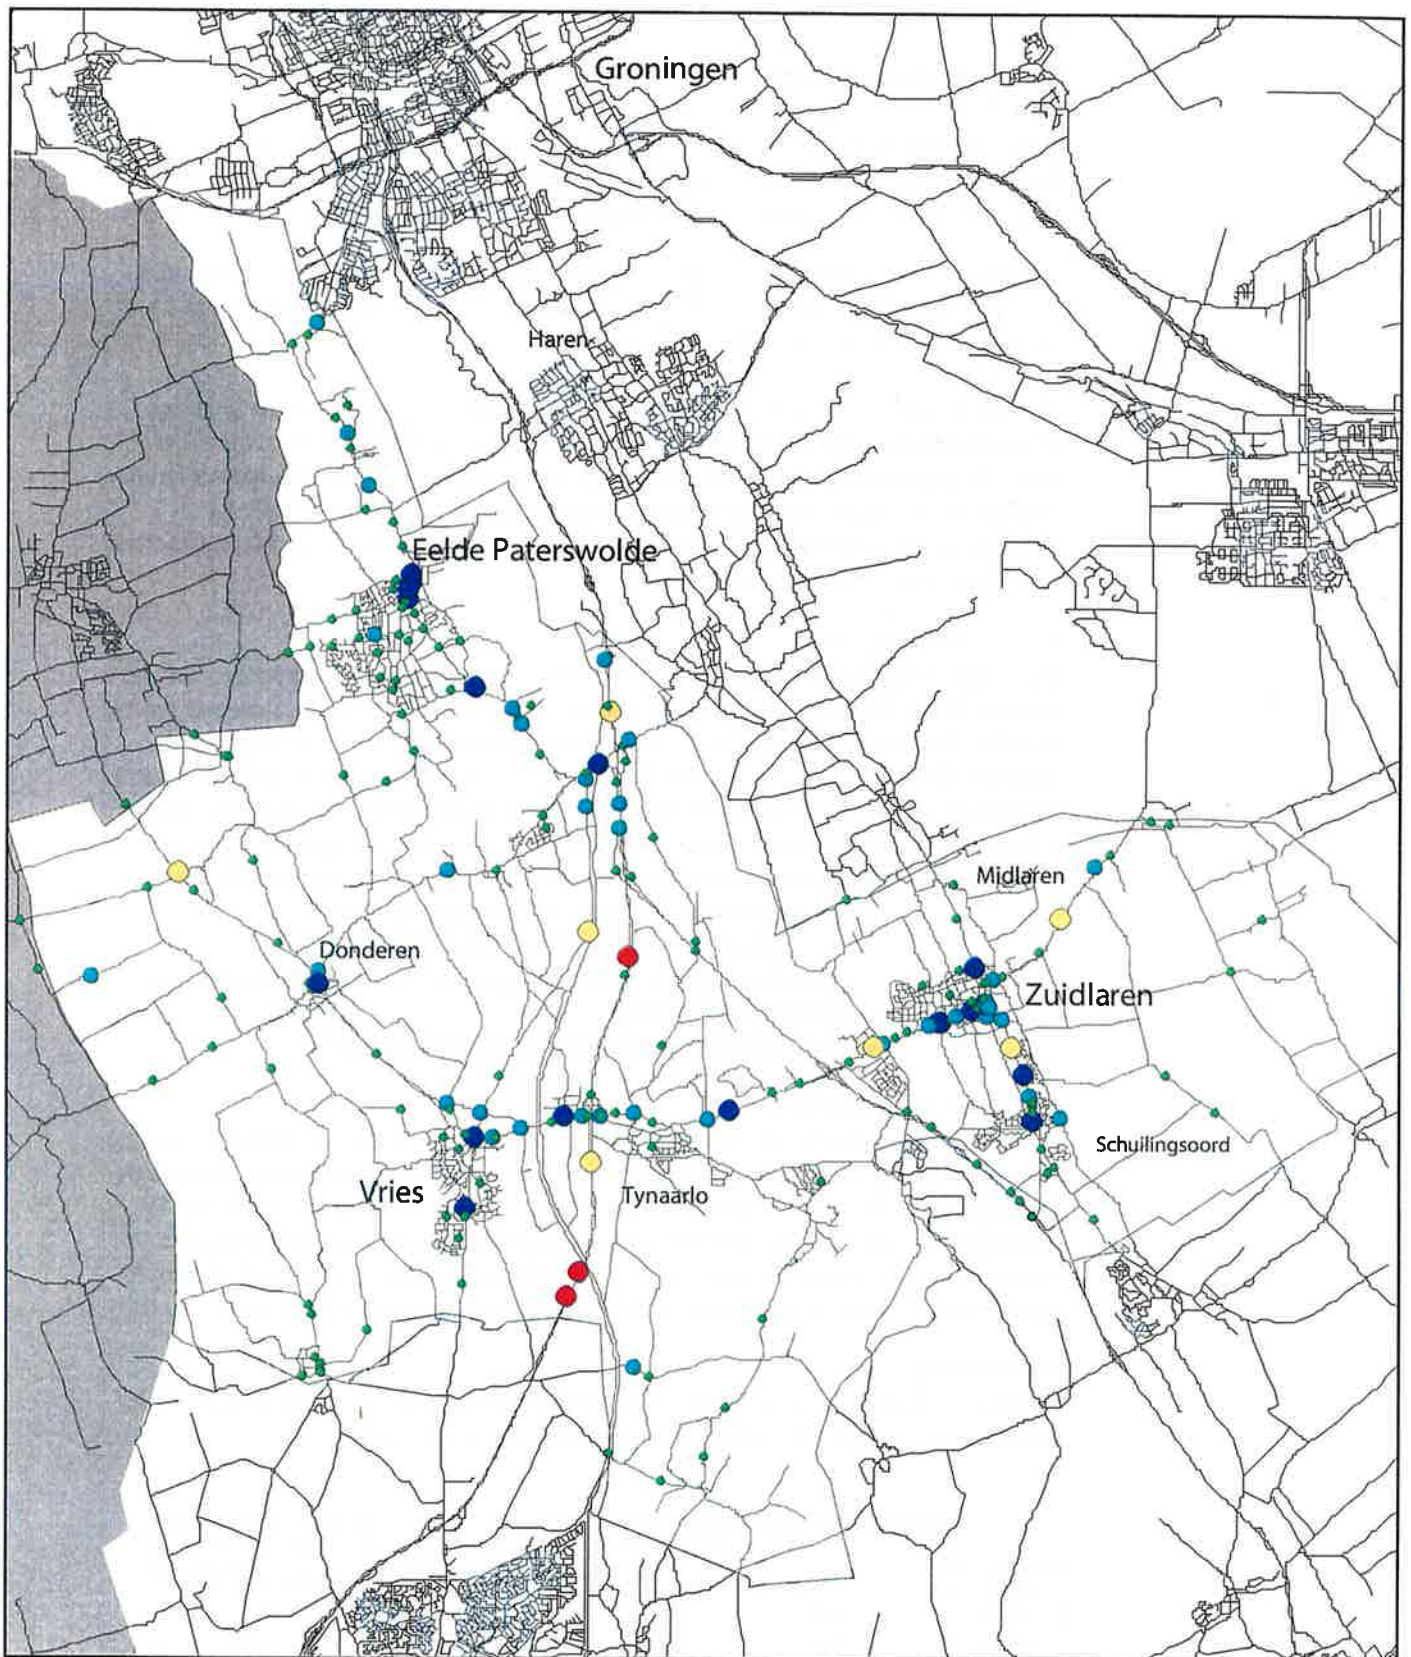 Groningen
Haren
Eelde Paterswolde
Midlaren
Donderen
Zuidlaren
Schuilingsoord
Vries
Tynaarlo